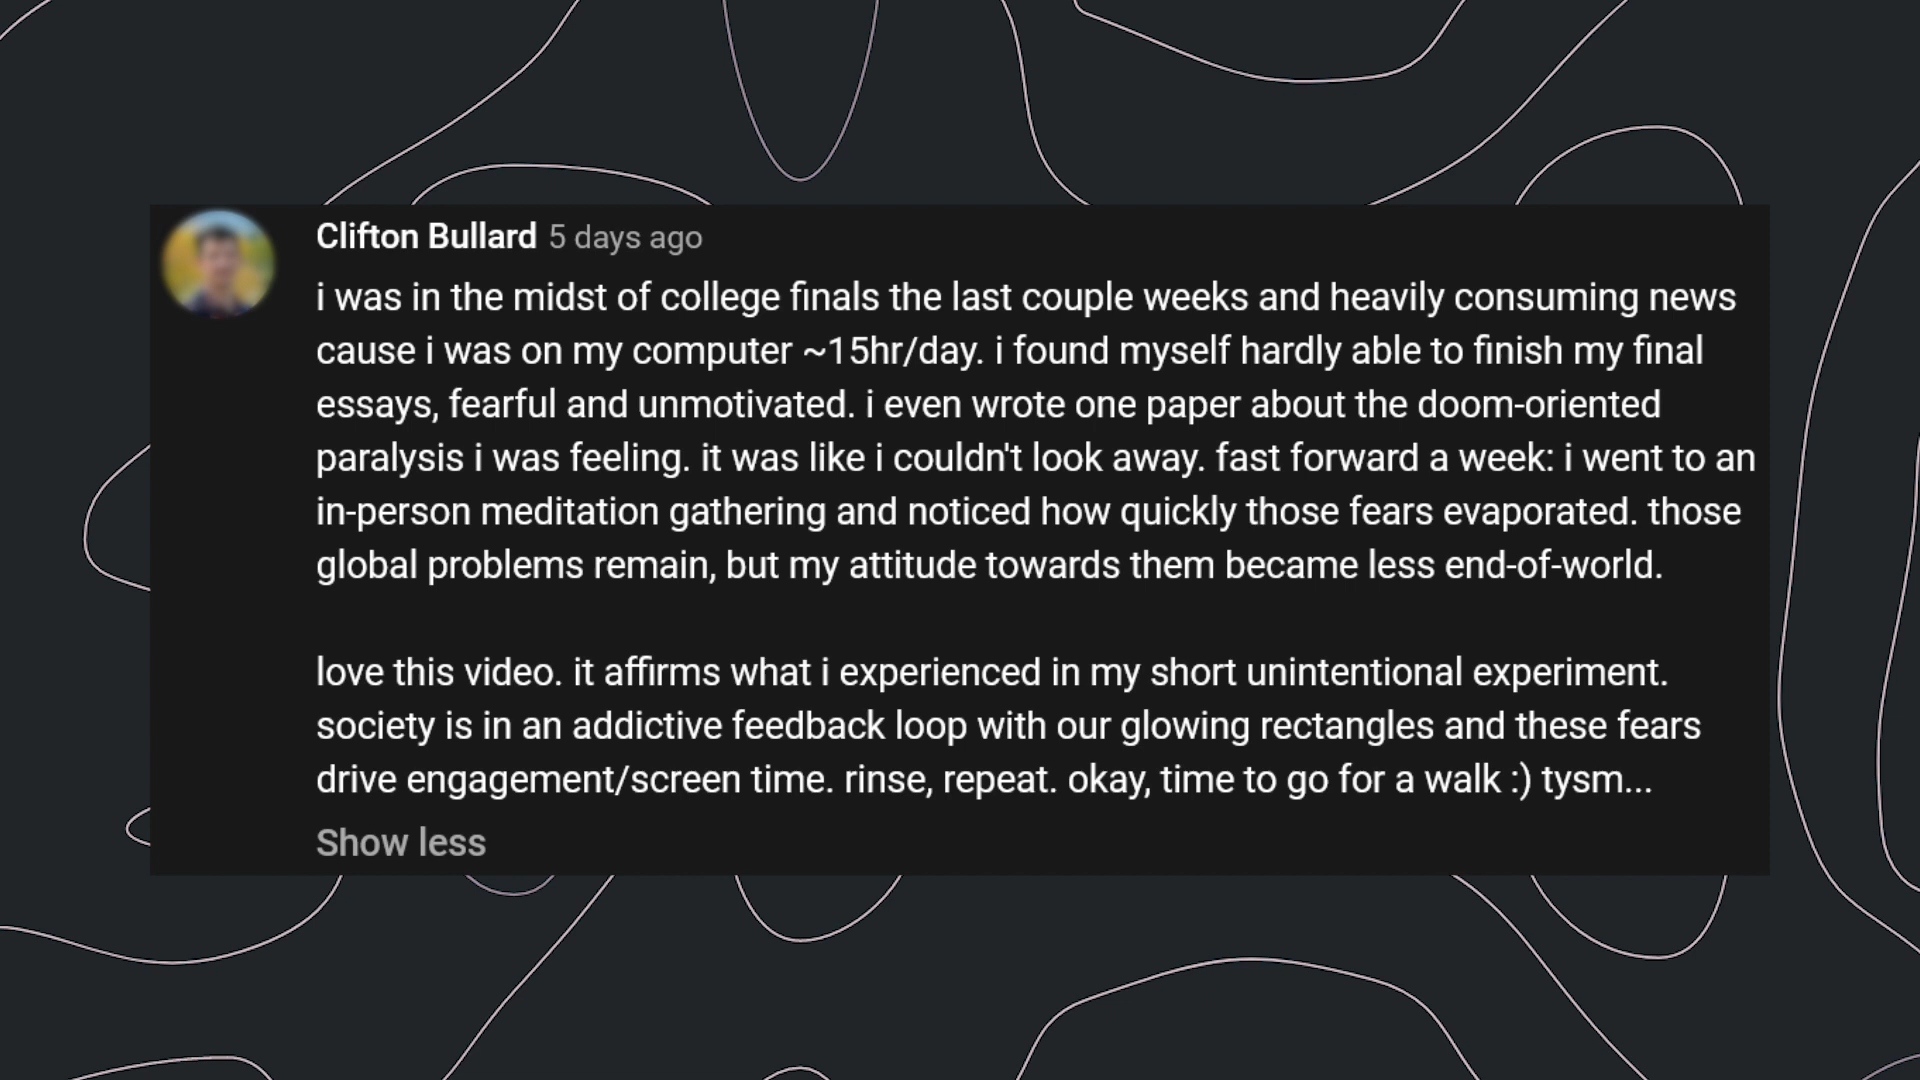 Clifton Bullard 5 days ago
i was in the midst of college finals the last couple weeks and heavily consuming news
cause i was on my computer ~15hr/day. i found myself hardly able to finish my final
essays, fearful and unmotivated. i even wrote one paper about the doom-oriented
paralysis i was feeling. it was like i couldn't look away. fast forward a week: i went to an
in-person meditation gathering and noticed how quickly those fears evaporated. those
global problems remain, but my attitude towards them became less end-of-world.
love this video. it affirms what i experienced in my short unintentional experiment.
society is in an addictive feedback loop with our glowing rectangles and these fears
drive engagement/screen time. rinse, repeat. okay, time to go for a walk :) tysm...
Show less